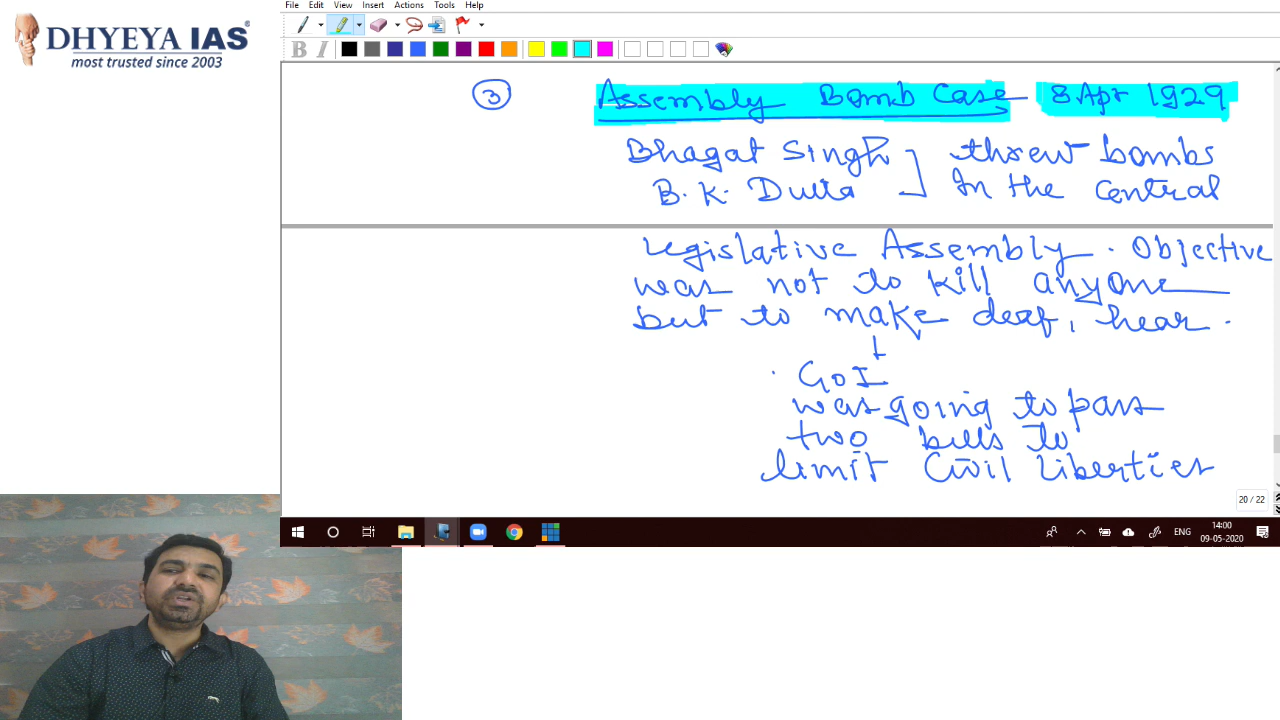 File Edit View Insert Actions Tools Help
DHYEYA IAS®
most trusted since 2003
B I
3 Assembly Bomb Case 8 Apr 1929
Bhagat Singh ] threw bombs
B.K. Dutta in the Central
Legislative Assembly. Objective
was not to kill anyone
but to make deaf, hear.
GoI
was going to pass
two bills to
limit Civil liberties
20 / 22
ENG
14:00
09-05-2020